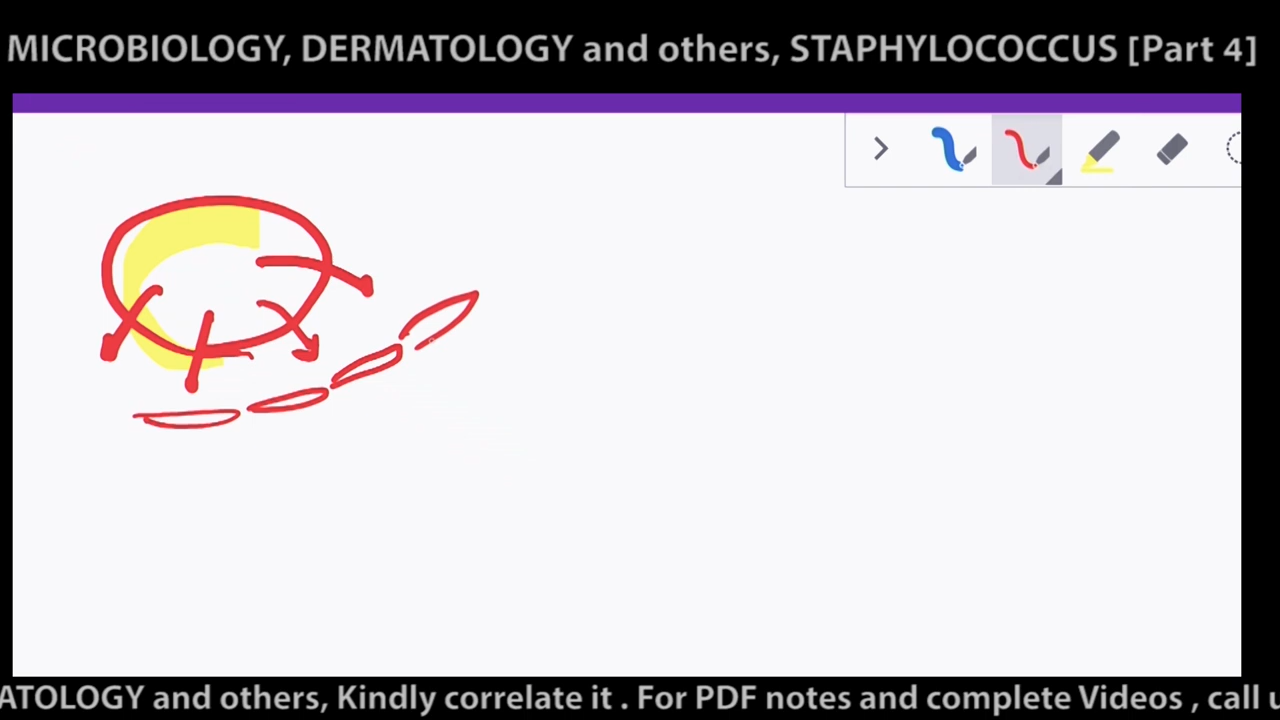 MICROBIOLOGY, DERMATOLOGY and others, STAPHYLOCOCCUS [Part 4]
ATOLOGY and others, Kindly correlate it . For PDF notes and complete Videos , call u